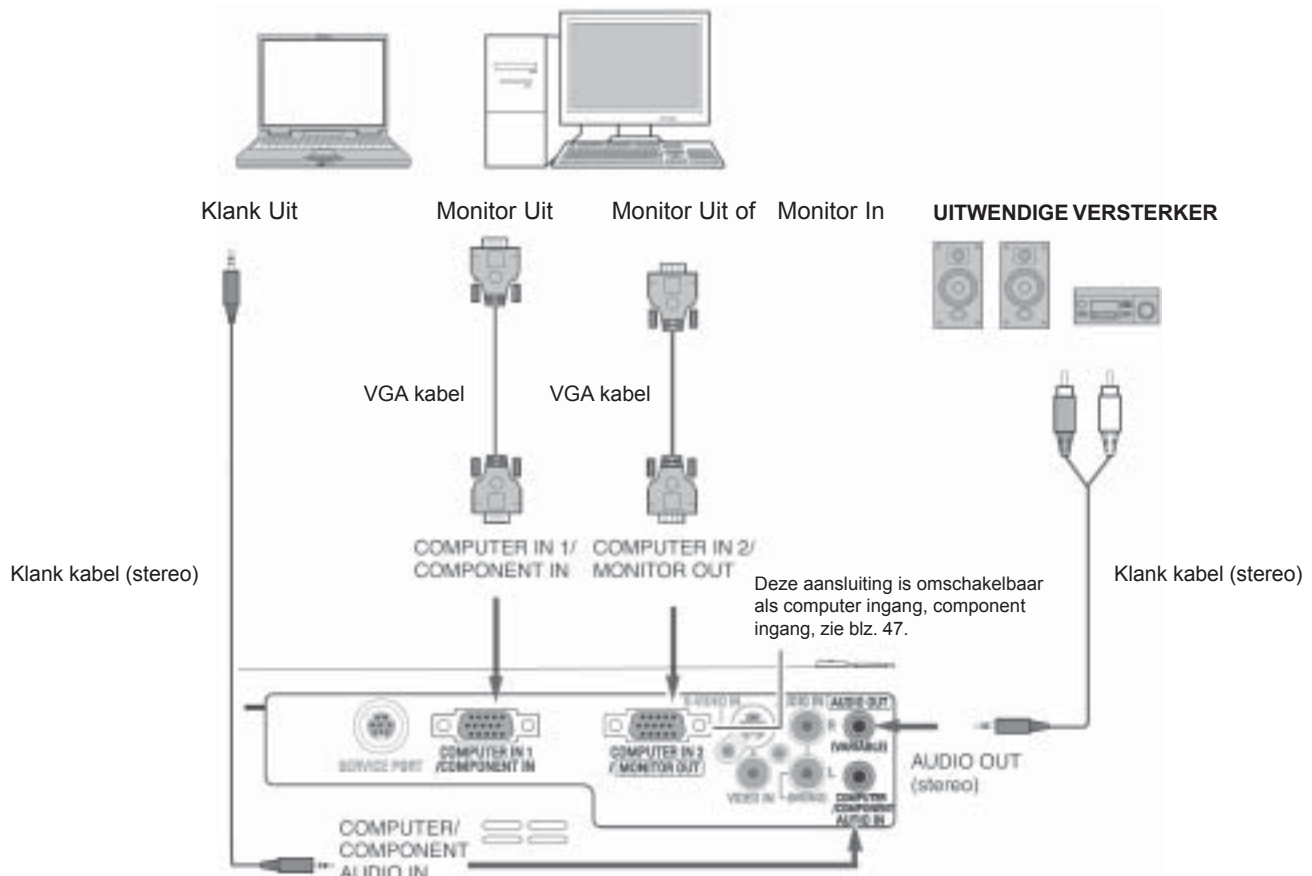 Klank Uit
Monitor Uit
Monitor Uit of
Monitor In
UITWENDIGE VERSTERKER
VGA kabel
VGA kabel
COMPUTER IN 1/
COMPONENT IN
COMPUTER IN 2/
MONITOR OUT
Klank kabel (stereo)
Deze aansluiting is omschakelbaar
als computer ingang, component
ingang, zie blz. 47.
Klank kabel (stereo)
S-VIDEO IN
AUDIO OUT
R
(VARIABLE)
SERVICE PORT
COMPUTER IN 1
/COMPONENT IN
COMPUTER IN 2
/ MONITOR OUT
VIDEO IN
(MONO)
L
COMPUTER
/COMPONENT
AUDIO IN
AUDIO OUT
(stereo)
COMPUTER/
COMPONENT
AUDIO IN